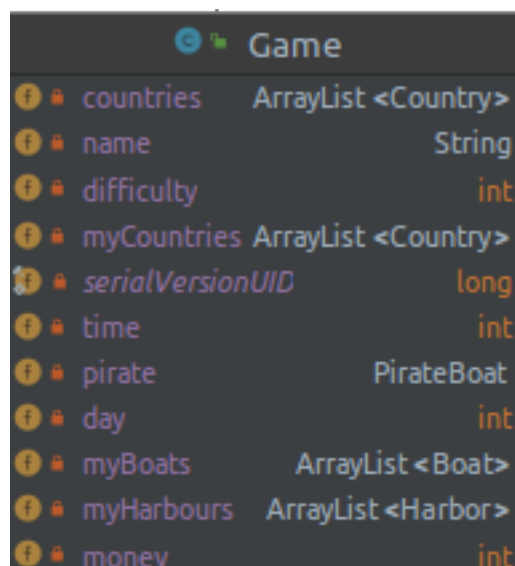 Game
countries ArrayList <Country>
name String
difficulty int
myCountries ArrayList <Country>
serialVersionUID long
time int
pirate PirateBoat
day int
myBoats ArrayList <Boat>
myHarbours ArrayList <Harbor>
money int